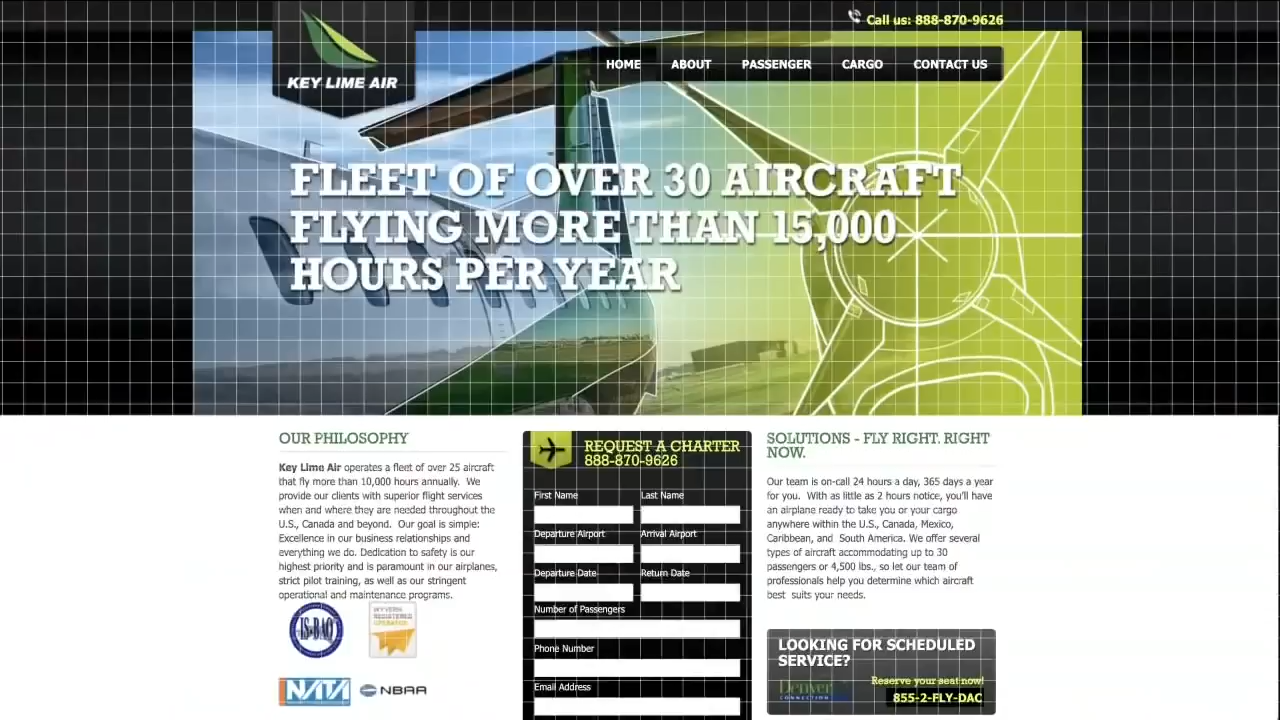 Call us: 888-870-9626
KEY LIME AIR
HOME ABOUT PASSENGER CARGO CONTACT US
FLEET OF OVER 30 AIRCRAFT
FLYING MORE THAN 15,000
HOURS PER YEAR
OUR PHILOSOPHY
Key Lime Air operates a fleet of over 25 aircraft
that fly more than 10,000 hours annually. We
provide our clients with superior flight services
when and where they are needed throughout the
U.S., Canada and beyond. Our goal is simple:
Excellence in our business relationships and
everything we do. Dedication to safety is our
highest priority and is paramount in our airplanes,
strict pilot training, as well as our stringent
operational and maintenance programs.
IS-BAO
WYVERN
REGISTERED
OPERATOR
NATA
NBAA
REQUEST A CHARTER
888-870-9626
First Name Last Name
Departure Airport Arrival Airport
Departure Date Return Date
Number of Passengers
Phone Number
Email Address
SOLUTIONS - FLY RIGHT. RIGHT
NOW.
Our team is on-call 24 hours a day, 365 days a year
for you. With as little as 2 hours notice, you'll have
an airplane ready to take you or your cargo
anywhere within the U.S., Canada, Mexico,
Caribbean, and South America. We offer several
types of aircraft accommodating up to 30
passengers or 4,500 lbs., so let our team of
professionals help you determine which aircraft
best suits your needs.
LOOKING FOR SCHEDULED
SERVICE?
Reserve your seat now!
Denver
CONNECTION
855-2-FLY-DAC